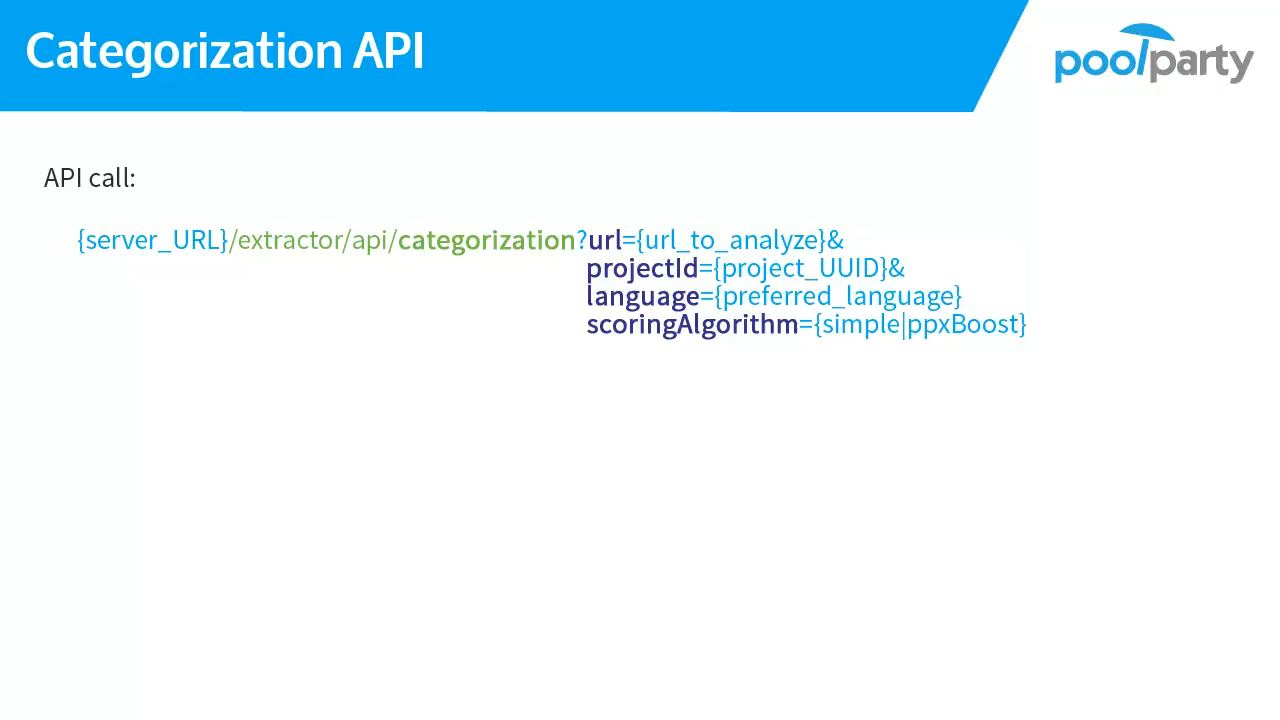 Categorization API
poolparty
API call:
{server_URL}/extractor/api/categorization?url={url_to_analyze}&
projectId={project_UUID}&
language={preferred_language}
scoringAlgorithm={simple|ppxBoost}